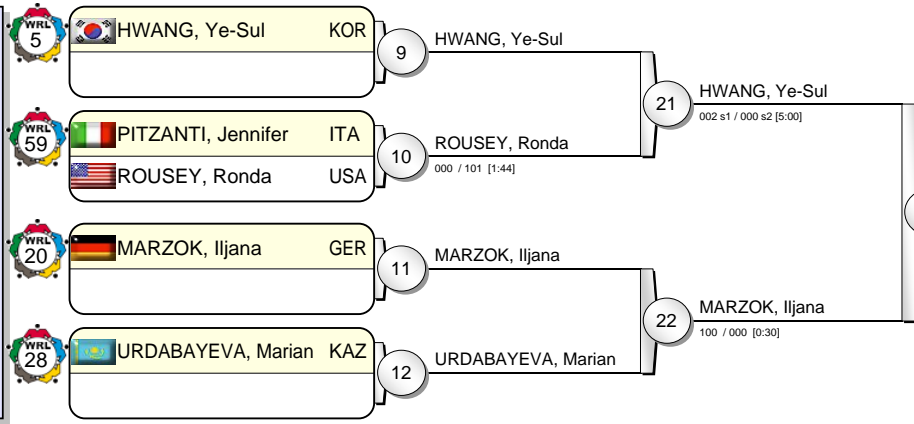 WRL
5
HWANG, Ye-Sul KOR
9
HWANG, Ye-Sul
WRL
59
PITZANTI, Jennifer ITA
ROUSEY, Ronda USA
10
ROUSEY, Ronda
000 / 101 [1:44]
21
HWANG, Ye-Sul
002 s1 / 000 s2 [5:00]
WRL
20
MARZOK, Iljana GER
11
MARZOK, Iljana
WRL
28
URDABAYEVA, Marian KAZ
12
URDABAYEVA, Marian
22
MARZOK, Iljana
100 / 000 [0:30]